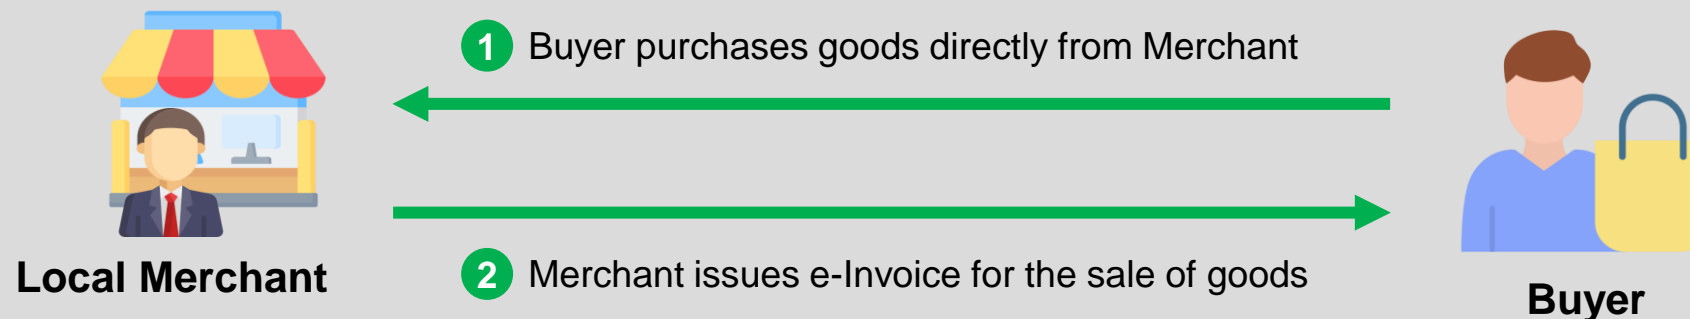 1 Buyer purchases goods directly from Merchant
Local Merchant
2 Merchant issues e-Invoice for the sale of goods
Buyer